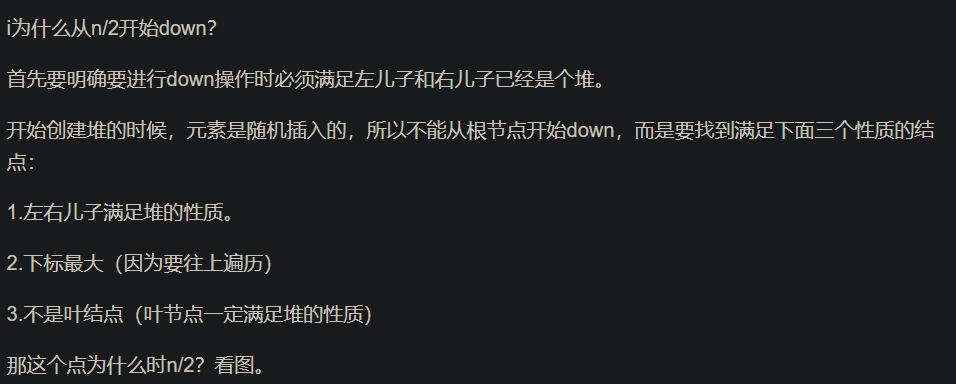 i为什么从n/2开始down?
首先要明确要进行down操作时必须满足左儿子和右儿子已经是个堆。
开始创建堆的时候，元素是随机插入的，所以不能从根节点开始down，而是要找到满足下面三个性质的结
点：
1.左右儿子满足堆的性质。
2.下标最大（因为要往上遍历）
3.不是叶结点（叶节点一定满足堆的性质）
那这个点为什么时n/2？看图。